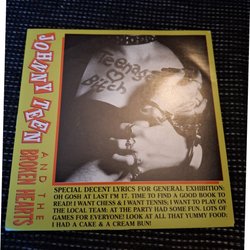 JOHNNY TEEN
AND THE
BROKEN HEARTS
Teenage
Bitch
SPECIAL DECENT LYRICS FOR GENERAL EXHIBITION:
OH GOSH AT LAST I'M 17, TIME TO FIND A GOOD BOOK TO
READ! I WANT CHESS & I WANT TENNIS; I WANT TO PLAY ON
THE LOCAL TEAM: AT THE PARTY HAD SOME FUN, LOTS OF
GAMES FOR EVERYONE! LOOK AT ALL THAT YUMMY FOOD;
I HAD A CAKE & A CREAM BUN!